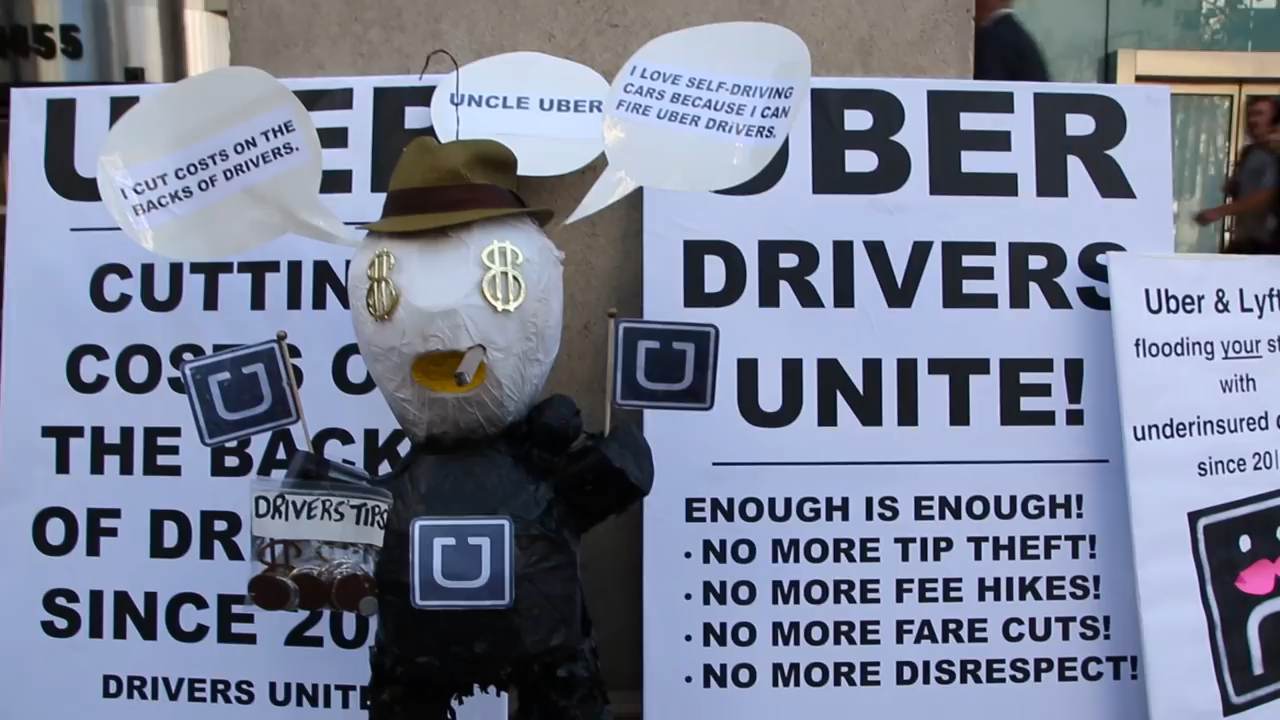 455
I CUT COSTS ON THE
BACKS OF DRIVERS.
UNCLE UBER
I LOVE SELF-DRIVING
CARS BECAUSE I CAN
FIRE UBER DRIVERS.
CUTTIN
COS
THE BACK
OF DR
SINCE 20
DRIVERS UNITE
DRIVERS' TIPS
UBER
DRIVERS
UNITE!
ENOUGH IS ENOUGH!
· NO MORE TIP THEFT!
· NO MORE FEE HIKES!
· NO MORE FARE CUTS!
· NO MORE DISRESPECT!
Uber & Lyft
flooding your st
with
underinsured
since 201